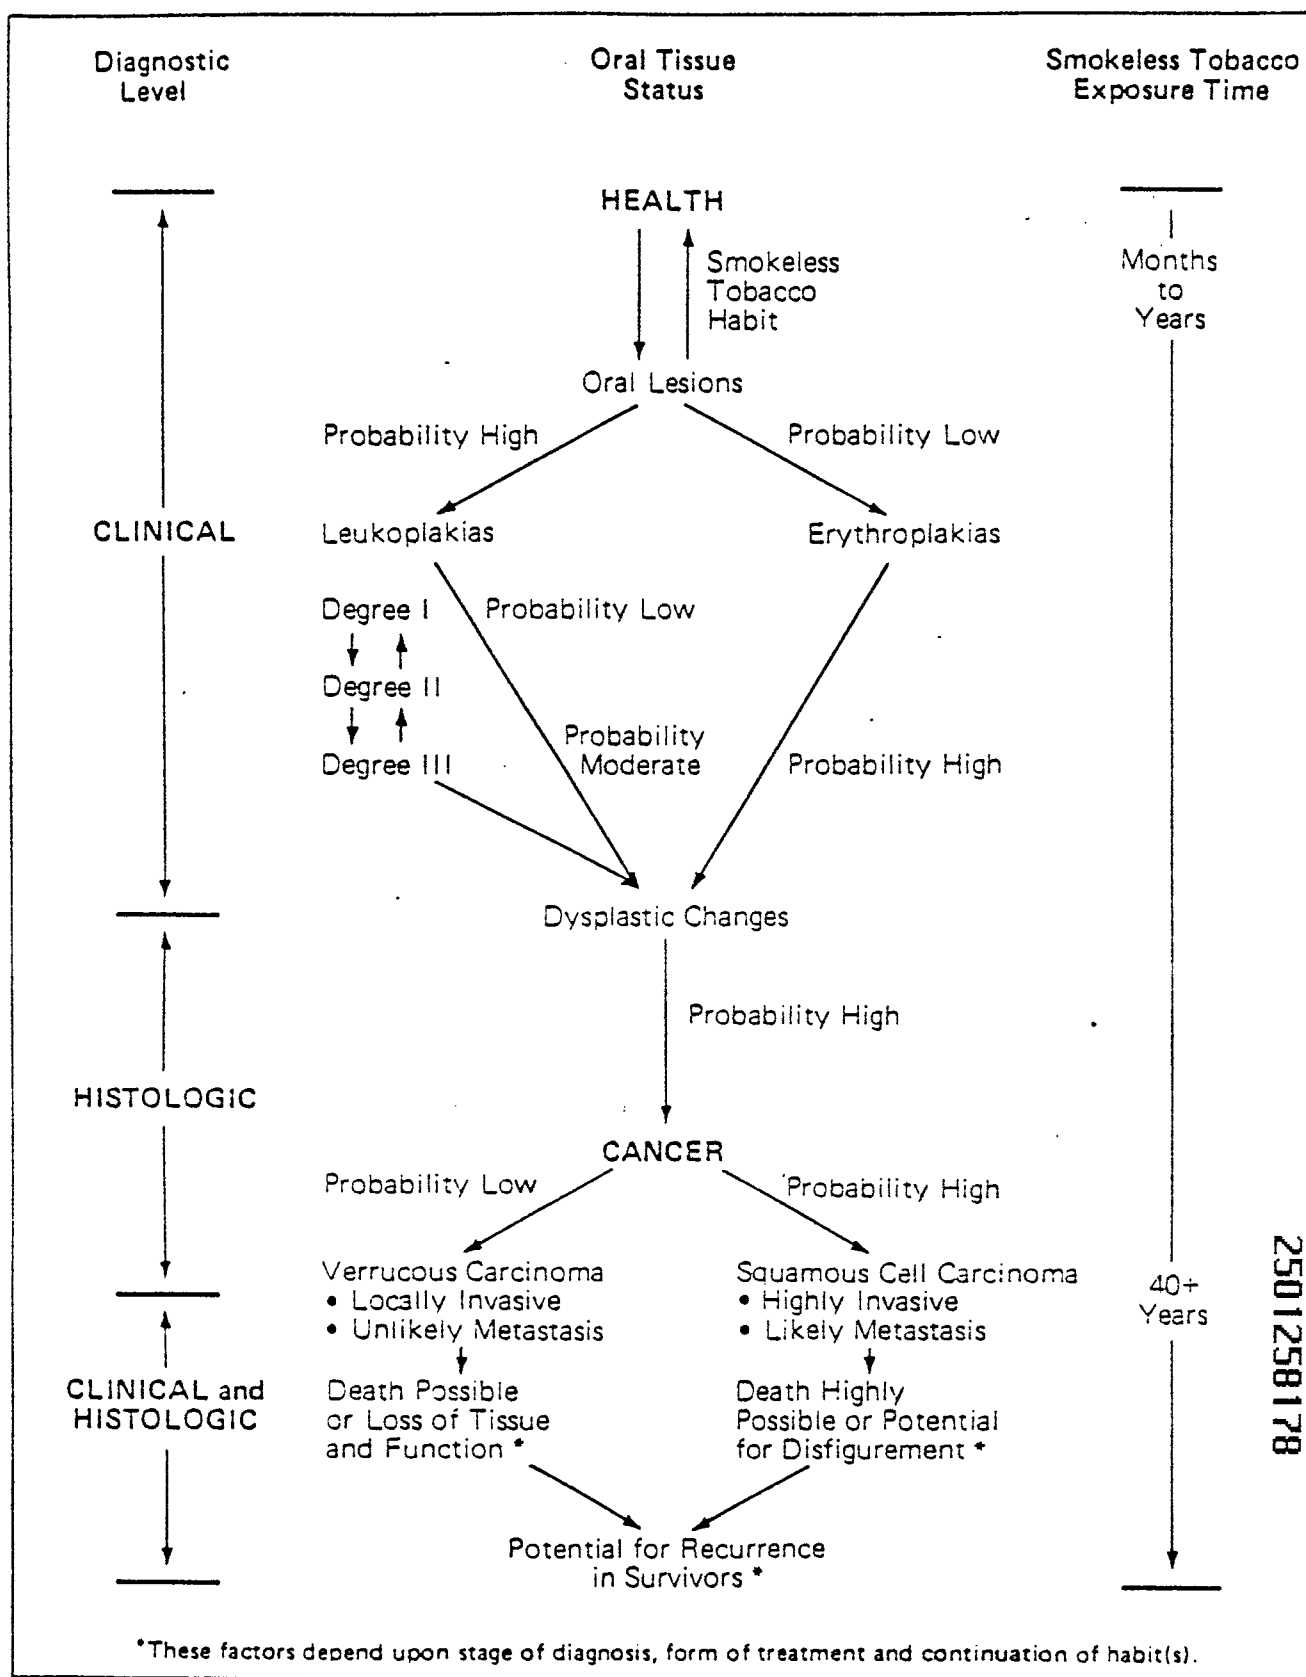 Diagnostic
Level
Oral Tissue
Status
Smokeless Tobacco
Exposure Time
HEALTH
Smokeless
Tobacco
Habit
Months
to
Years
Oral Lesions
Probability High
Probability Low
CLINICAL
Leukoplakias
Erythroplakias
Degree I
Probability Low
Degree II
Degree III
Probability
Moderate
Probability High
Dysplastic Changes
Probability High
HISTOLOGIC
CANCER
Probability Low
Probability High
Verrucous Carcinoma
• Locally Invasive
• Unlikely Metastasis
Squamous Cell Carcinoma
• Highly Invasive
• Likely Metastasis
40+
Years
CLINICAL and
HISTOLOGIC
Death Possible
or Loss of Tissue
and Function *
Death Highly
Possible or Potential
for Disfigurement *
Potential for Recurrence
in Survivors *
*These factors depend upon stage of diagnosis, form of treatment and continuation of habit(s).
2501258178